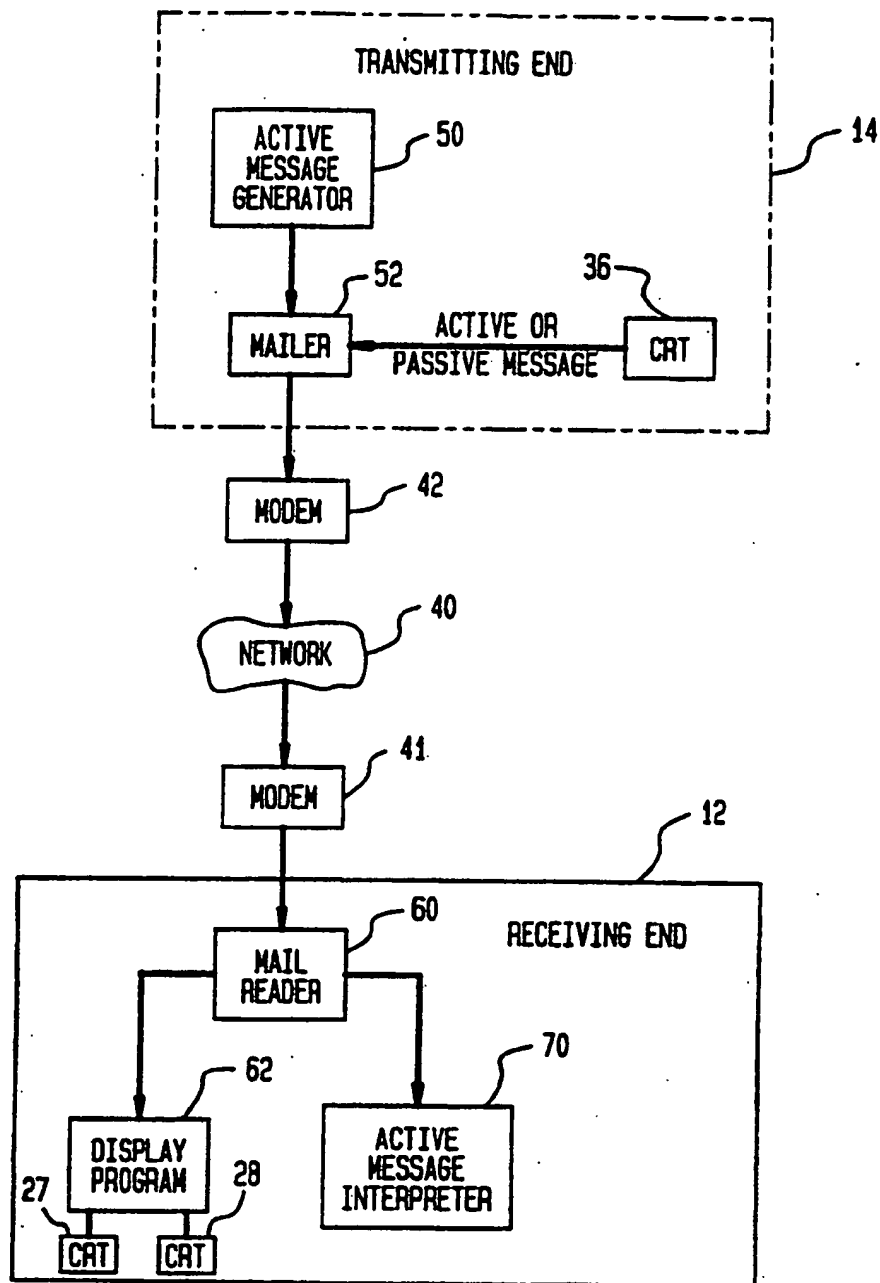 TRANSMITTING END
ACTIVE
MESSAGE
GENERATOR
50
14
52
36
MAILER
ACTIVE OR
PASSIVE MESSAGE
CRT
MODEM
42
NETWORK
40
MODEM
41
12
RECEIVING END
MAIL
READER
60
62
70
DISPLAY
PROGRAM
ACTIVE
MESSAGE
INTERPRETER
27
28
CRT
CRT